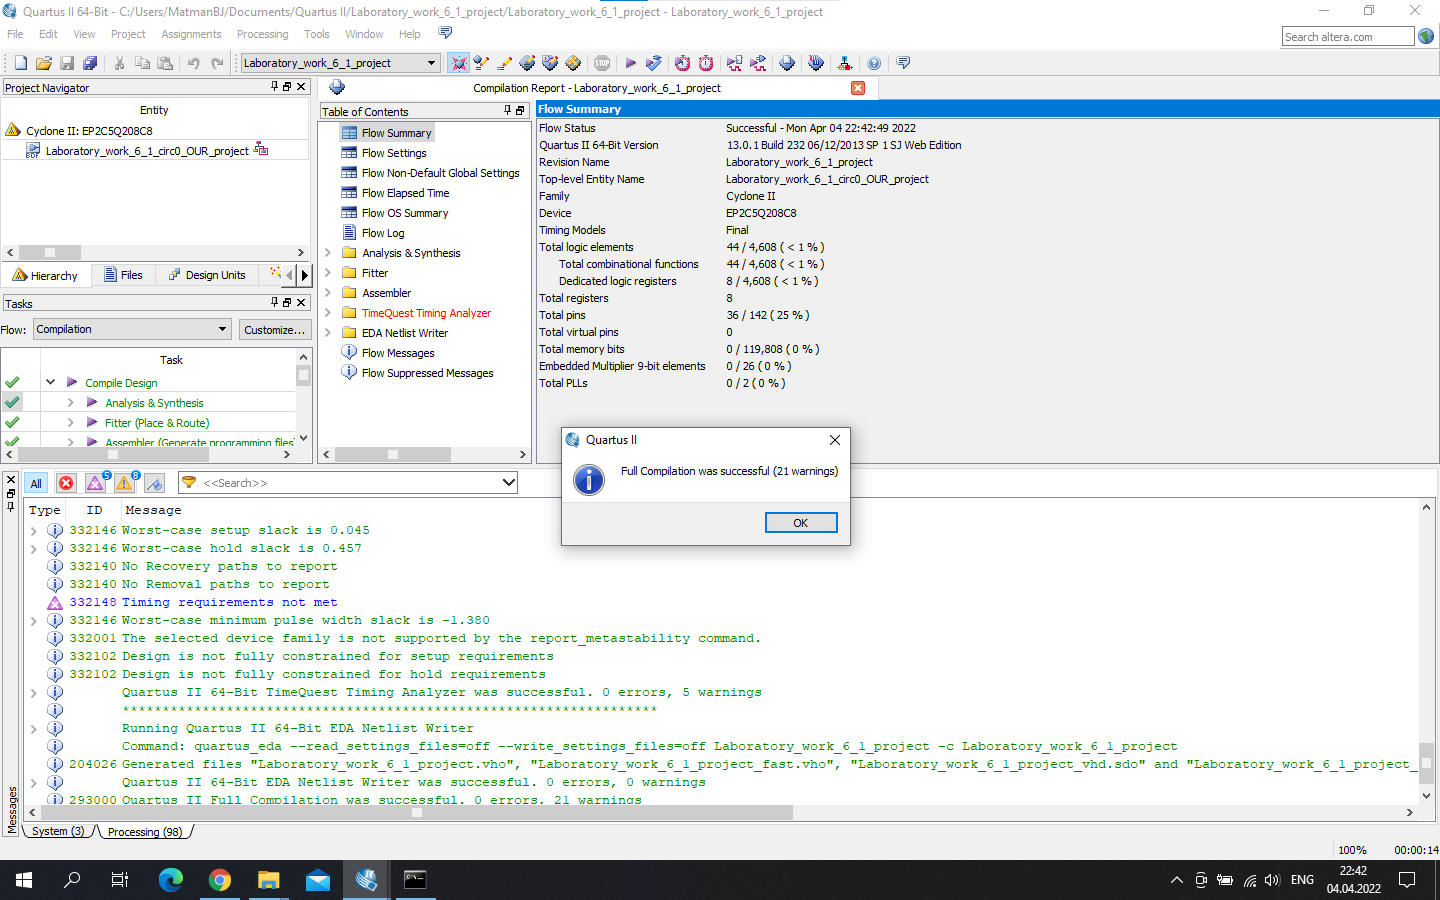 Quartus II 64-Bit - C:/Users/MatmanBJ/Documents/Quartus II/Laboratory_work_6_1_project/Laboratory_work_6_1_project - Laboratory_work_6_1_project
File Edit View Project Assignments Processing Tools Window Help
Search altera.com
Laboratory_work_6_1_project
STOP
Project Navigator
Entity
Cyclone II: EP2C5Q208C8
BDF Laboratory_work_6_1_circ0_OUR_project
Hierarchy Files Design Units
Tasks
Flow: Compilation Customize...
Task
Compile Design
Analysis & Synthesis
Fitter (Place & Route)
Assembler (Generate programming files)
Compilation Report - Laboratory_work_6_1_project
Table of Contents
Flow Summary
Flow Settings
Flow Non-Default Global Settings
Flow Elapsed Time
Flow OS Summary
Flow Log
Analysis & Synthesis
Fitter
Assembler
TimeQuest Timing Analyzer
EDA Netlist Writer
Flow Messages
Flow Suppressed Messages
Flow Summary
Flow Status Successful - Mon Apr 04 22:42:49 2022
Quartus II 64-Bit Version 13.0.1 Build 232 06/12/2013 SP 1 SJ Web Edition
Revision Name Laboratory_work_6_1_project
Top-level Entity Name Laboratory_work_6_1_circ0_OUR_project
Family Cyclone II
Device EP2C5Q208C8
Timing Models Final
Total logic elements 44 / 4,608 ( < 1 % )
Total combinational functions 44 / 4,608 ( < 1 % )
Dedicated logic registers 8 / 4,608 ( < 1 % )
Total registers 8
Total pins 36 / 142 ( 25 % )
Total virtual pins 0
Total memory bits 0 / 119,808 ( 0 % )
Embedded Multiplier 9-bit elements 0 / 26 ( 0 % )
Total PLLs 0 / 2 ( 0 % )
Quartus II
Full Compilation was successful (21 warnings)
OK
All 5 8 <<Search>>
Type ID Message
332146 Worst-case setup slack is 0.045
332146 Worst-case hold slack is 0.457
332140 No Recovery paths to report
332140 No Removal paths to report
332148 Timing requirements not met
332146 Worst-case minimum pulse width slack is -1.380
332001 The selected device family is not supported by the report_metastability command.
332102 Design is not fully constrained for setup requirements
332102 Design is not fully constrained for hold requirements
Quartus II 64-Bit TimeQuest Timing Analyzer was successful. 0 errors, 5 warnings
*******************************************************************
Running Quartus II 64-Bit EDA Netlist Writer
Command: quartus_eda --read_settings_files=off --write_settings_files=off Laboratory_work_6_1_project -c Laboratory_work_6_1_project
204026 Generated files "Laboratory_work_6_1_project.vho", "Laboratory_work_6_1_project_fast.vho", "Laboratory_work_6_1_project_vhd.sdo" and "Laboratory_work_6_1_project_
Quartus II 64-Bit EDA Netlist Writer was successful. 0 errors, 0 warnings
293000 Quartus II Full Compilation was successful. 0 errors, 21 warnings
Messages
System (3) Processing (98)
100% 00:00:14
ENG
22:42
04.04.2022